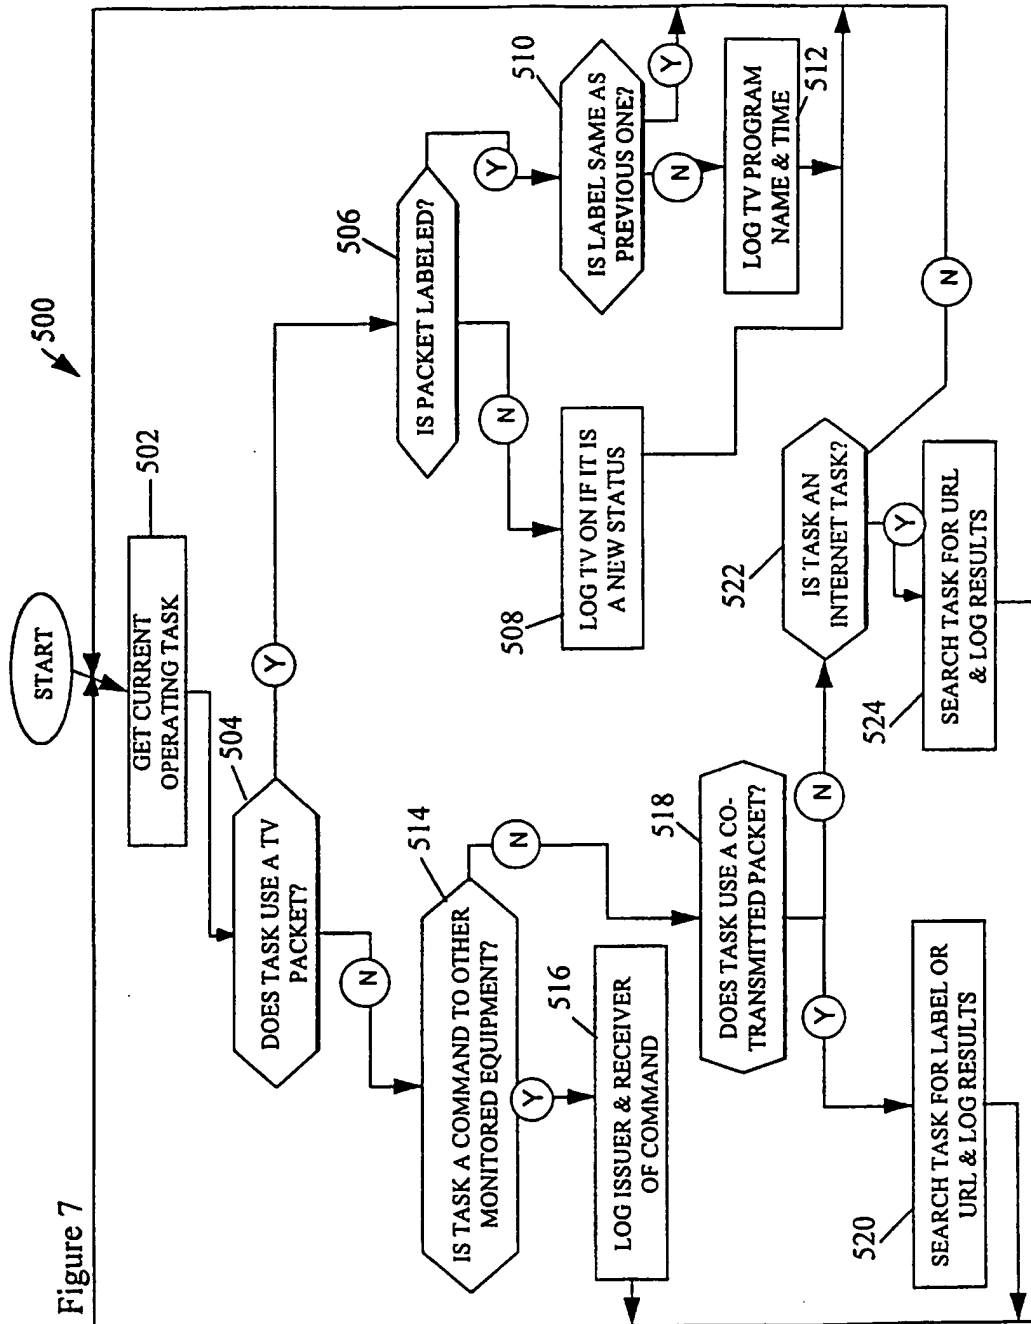 Figure 7
500
START
GET CURRENT
OPERATING TASK
502
DOES TASK USE A TV
PACKET?
504
Y
N
IS PACKET LABELED?
506
Y
N
LOG TV ON IF IT IS
A NEW STATUS
508
IS LABEL SAME AS
PREVIOUS ONE?
510
Y
N
LOG TV PROGRAM
NAME & TIME
512
IS TASK A COMMAND TO OTHER
MONITORED EQUIPMENT?
514
N
Y
LOG ISSUER & RECEIVER
OF COMMAND
516
DOES TASK USE A CO-
TRANSMITTED PACKET?
518
N
Y
SEARCH TASK FOR LABEL OR
URL & LOG RESULTS
520
IS TASK AN
INTERNET TASK?
522
N
Y
SEARCH TASK FOR URL
& LOG RESULTS
524